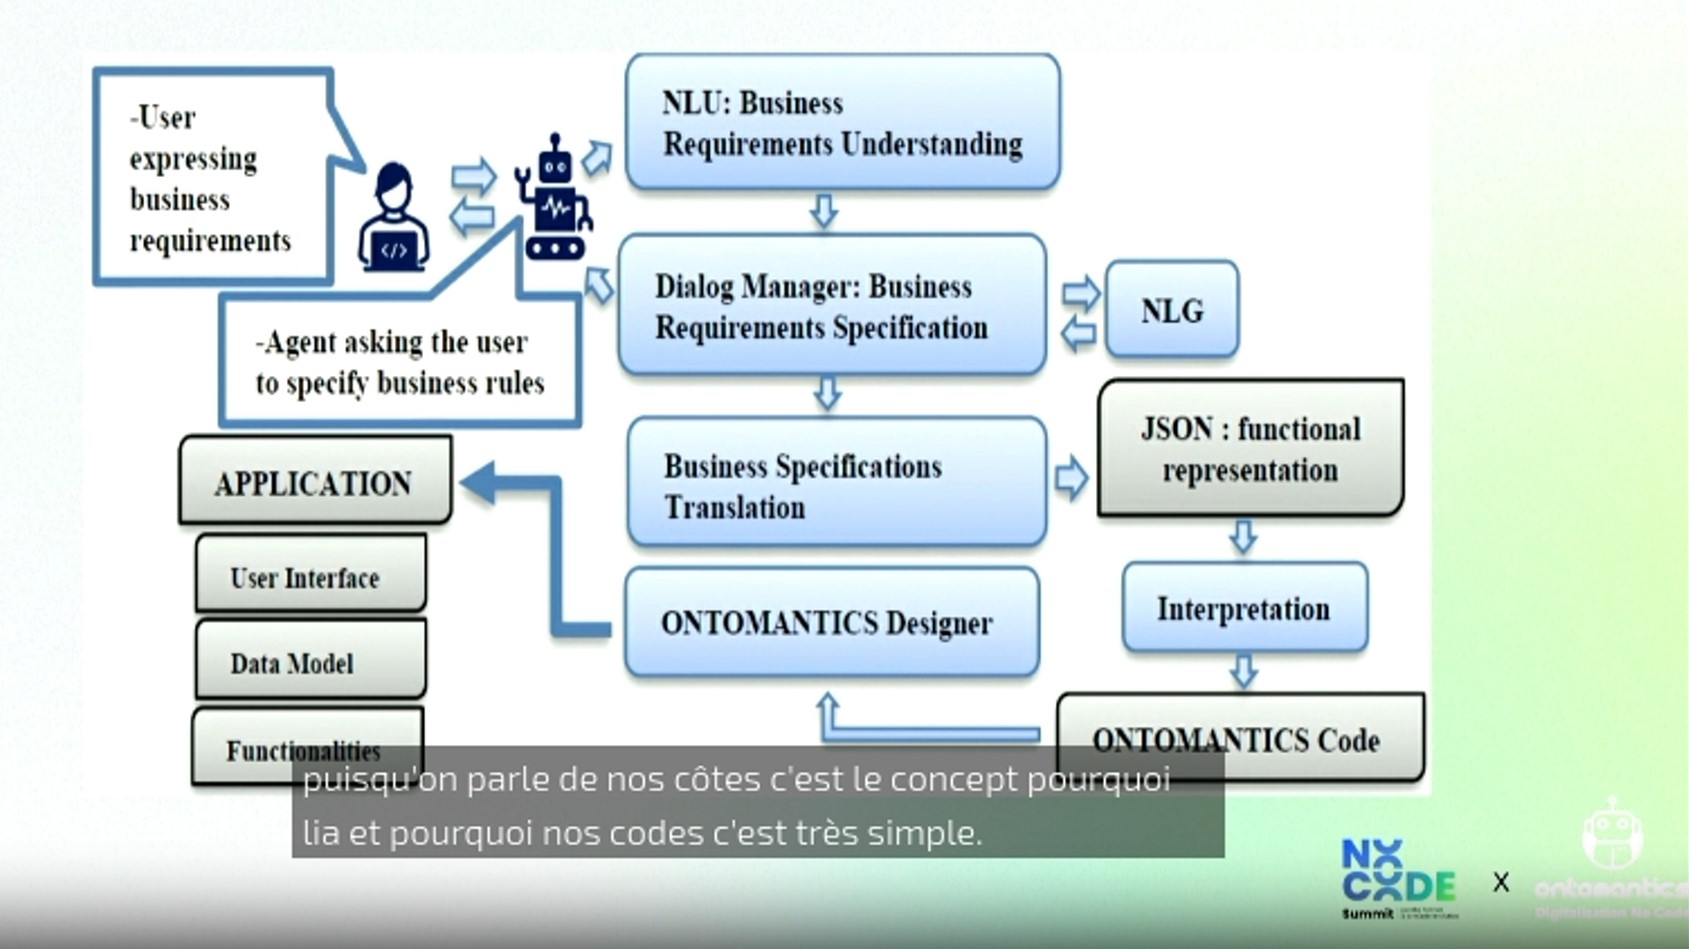 -User
expressing
business
requirements
NLU: Business
Requirements Understanding
</>
Dialog Manager: Business
Requirements Specification
NLG
-Agent asking the user
to specify business rules
JSON : functional
representation
APPLICATION
Business Specifications
Translation
User Interface
Interpretation
ONTOMANTICS Designer
Data Model
Functionalities
ONTOMANTICS Code
puisqu'on parle de nos côtes c'est le concept pourquoi
lia et pourquoi nos codes c'est très simple.
NX
CODE
Summit
X
ontomantics
Digitalisation No Code